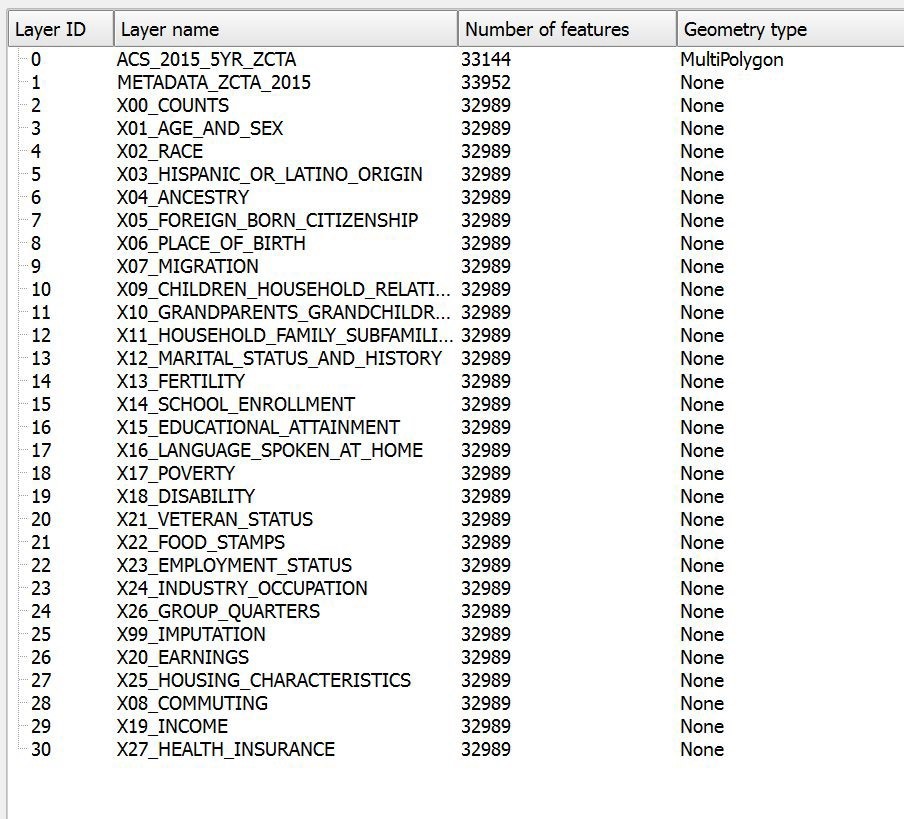 Layer ID Layer name Number of features Geometry type
0 ACS_2015_5YR_ZCTA 33144 MultiPolygon
1 METADATA_ZCTA_2015 33952 None
2 X00_COUNTS 32989 None
3 X01_AGE_AND_SEX 32989 None
4 X02_RACE 32989 None
5 X03_HISPANIC_OR_LATINO_ORIGIN 32989 None
6 X04_ANCESTRY 32989 None
7 X05_FOREIGN_BORN_CITIZENSHIP 32989 None
8 X06_PLACE_OF_BIRTH 32989 None
9 X07_MIGRATION 32989 None
10 X09_CHILDREN_HOUSEHOLD_RELATI... 32989 None
11 X10_GRANDPARENTS_GRANDCHILDR... 32989 None
12 X11_HOUSEHOLD_FAMILY_SUBFAMILI... 32989 None
13 X12_MARITAL_STATUS_AND_HISTORY 32989 None
14 X13_FERTILITY 32989 None
15 X14_SCHOOL_ENROLLMENT 32989 None
16 X15_EDUCATIONAL_ATTAINMENT 32989 None
17 X16_LANGUAGE_SPOKEN_AT_HOME 32989 None
18 X17_POVERTY 32989 None
19 X18_DISABILITY 32989 None
20 X21_VETERAN_STATUS 32989 None
21 X22_FOOD_STAMPS 32989 None
22 X23_EMPLOYMENT_STATUS 32989 None
23 X24_INDUSTRY_OCCUPATION 32989 None
24 X26_GROUP_QUARTERS 32989 None
25 X99_IMPUTATION 32989 None
26 X20_EARNINGS 32989 None
27 X25_HOUSING_CHARACTERISTICS 32989 None
28 X08_COMMUTING 32989 None
29 X19_INCOME 32989 None
30 X27_HEALTH_INSURANCE 32989 None